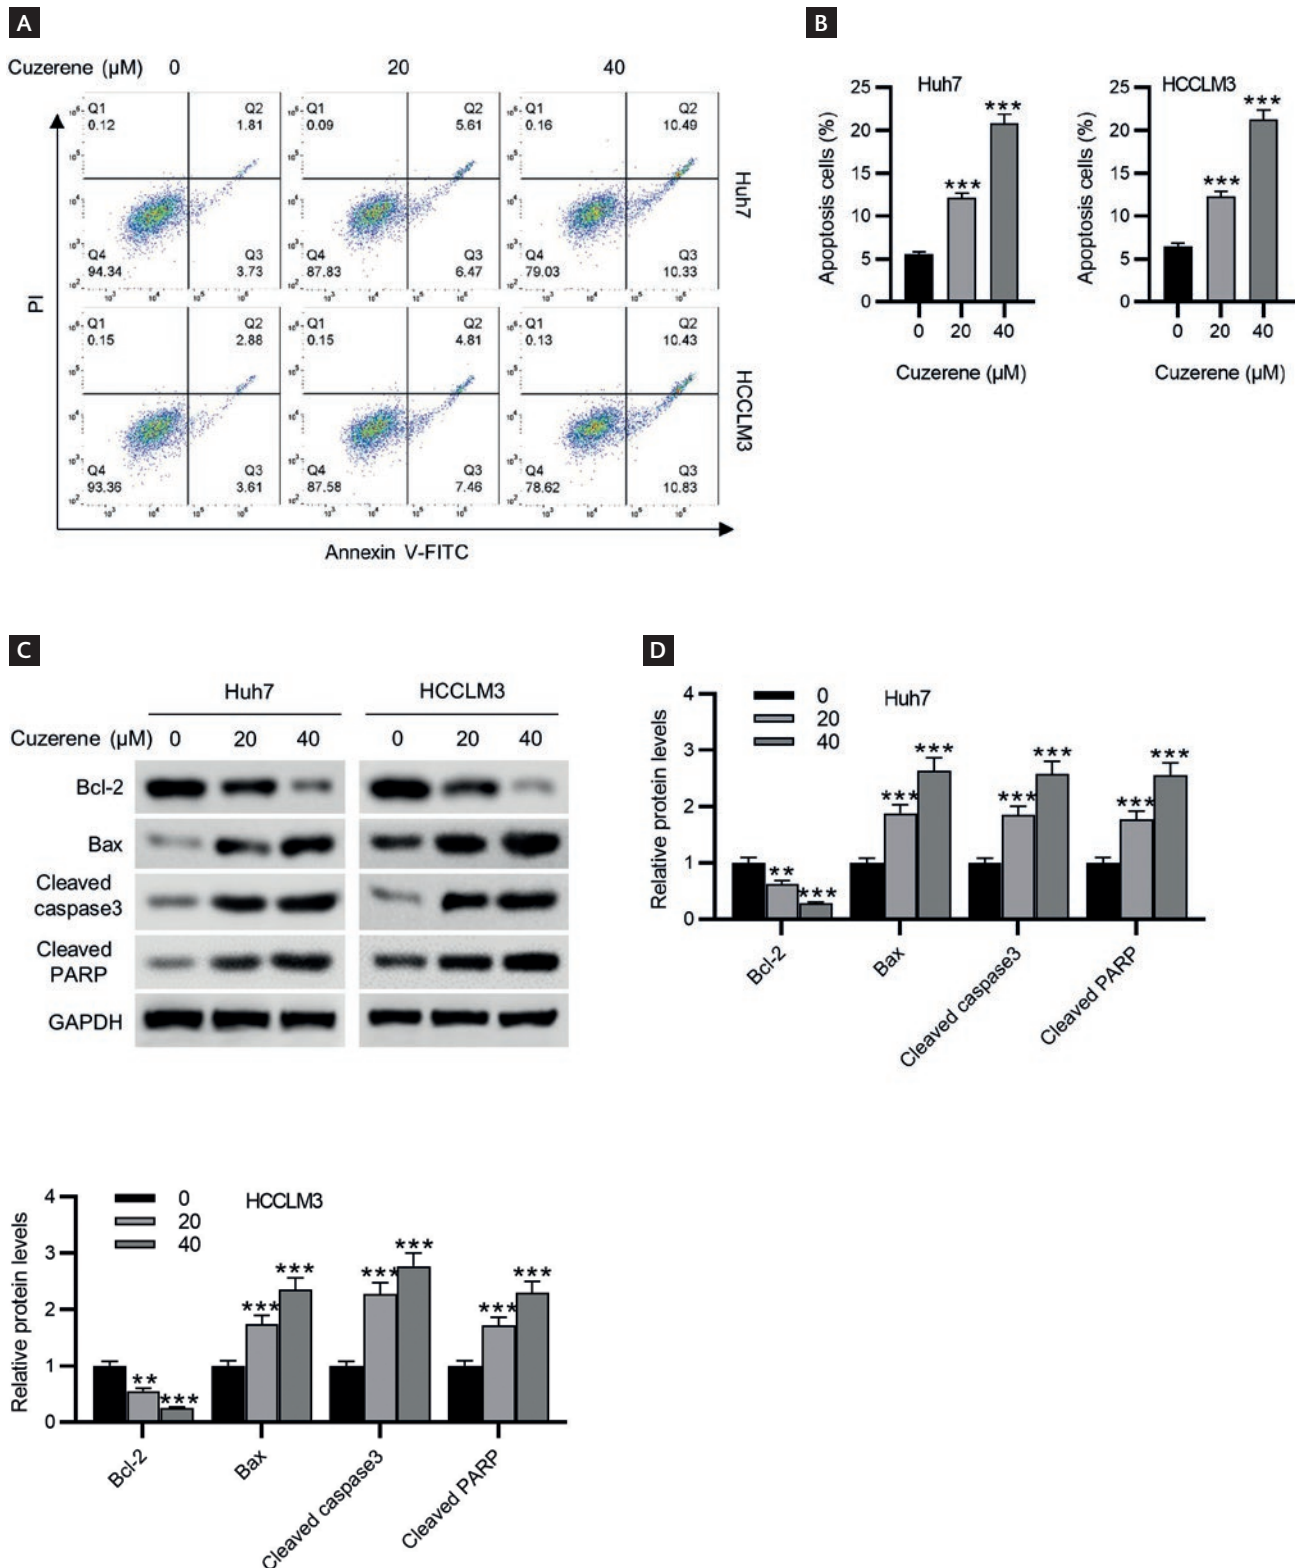 A
Cuzerene (μM) 0 20 40
Q1 0.12 Q2 1.81 Q4 94.34 Q3 3.73
Q1 0.09 Q2 5.61 Q4 87.83 Q3 6.47
Q1 0.16 Q2 10.49 Q4 79.03 Q3 10.33
Huh7
Q1 0.15 Q2 2.88 Q4 93.36 Q3 3.61
Q1 0.15 Q2 4.81 Q4 87.58 Q3 7.46
Q1 0.13 Q2 10.43 Q4 78.62 Q3 10.83
HCCLM3
PI
Annexin V-FITC
B
Huh7
Apoptosis cells (%)
25
20
15
10
5
0
*** ***
0 20 40
Cuzerene (μM)
HCCLM3
Apoptosis cells (%)
25
20
15
10
5
0
*** ***
0 20 40
Cuzerene (μM)
C
Huh7 HCCLM3
Cuzerene (μM) 0 20 40 0 20 40
Bcl-2
Bax
Cleaved
caspase3
Cleaved
PARP
GAPDH
D
Huh7
0
20
40
Relative protein levels
4
3
2
1
0
** *** *** *** *** *** *** ***
Bcl-2 Bax Cleaved caspase3 Cleaved PARP
HCCLM3
0
20
40
Relative protein levels
4
3
2
1
0
** *** *** *** *** *** *** ***
Bcl-2 Bax Cleaved caspase3 Cleaved PARP